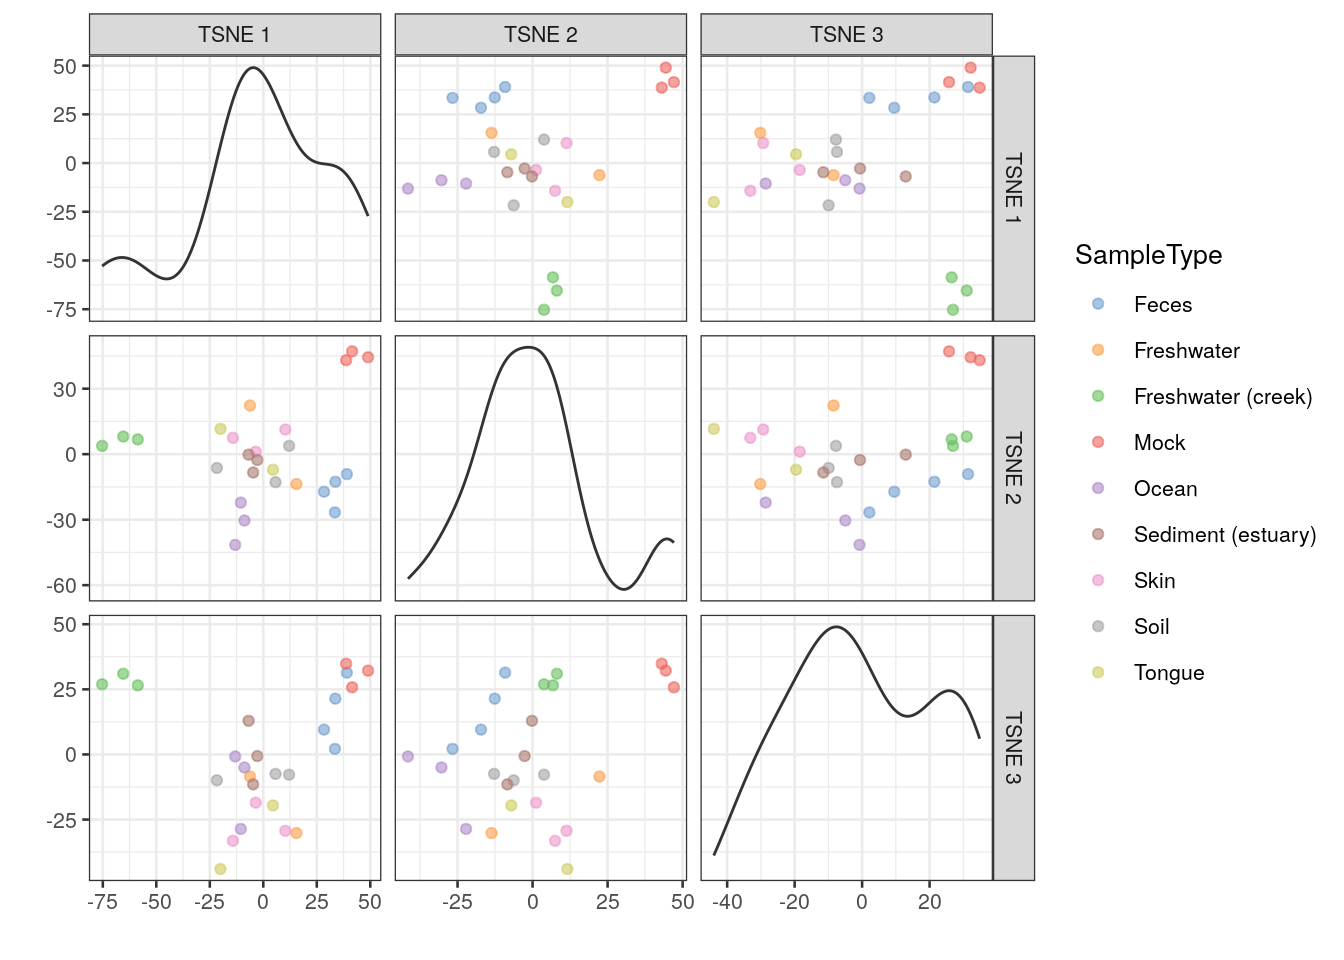 TSNE 1
TSNE 2
TSNE 3
50
25
0
-25
-50
-75
TSNE 1
30
0
-30
-60
TSNE 2
50
25
0
-25
TSNE 3
-75 -50 -25 0 25 50
-25 0 25 50
-40 -20 0 20
SampleType
Feces
Freshwater
Freshwater (creek)
Mock
Ocean
Sediment (estuary)
Skin
Soil
Tongue